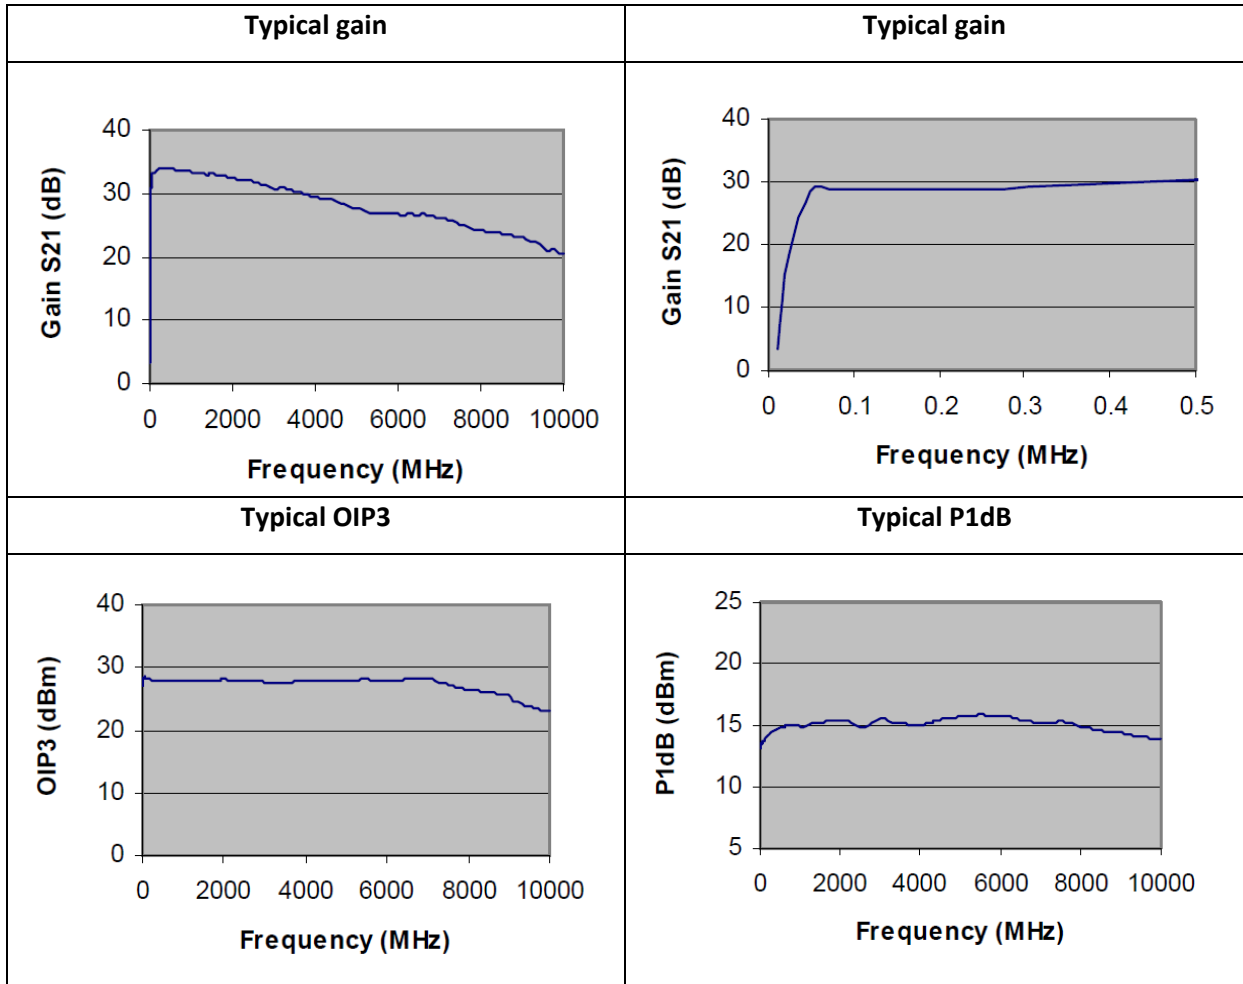 Typical gain
Typical gain
40
30
20
10
0
Gain S21 (dB)
0 2000 4000 6000 8000 10000
Frequency (MHz)
40
30
20
10
0
Gain S21 (dB)
0 0.1 0.2 0.3 0.4 0.5
Frequency (MHz)
Typical OIP3
Typical P1dB
40
30
20
10
0
OIP3 (dBm)
0 2000 4000 6000 8000 10000
Frequency (MHz)
25
20
15
10
5
P1dB (dBm)
0 2000 4000 6000 8000 10000
Frequency (MHz)